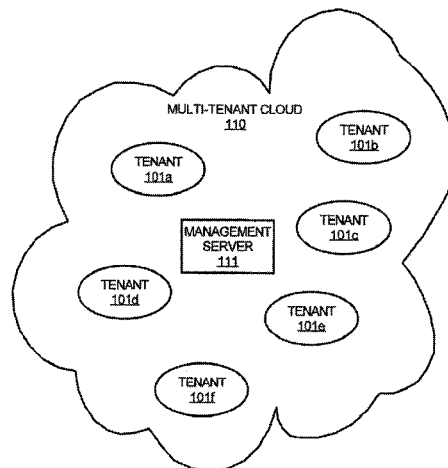 MULTI-TENANT CLOUD
110
TENANT
101a
TENANT
101b
TENANT
101c
MANAGEMENT
SERVER
111
TENANT
101d
TENANT
101e
TENANT
101f